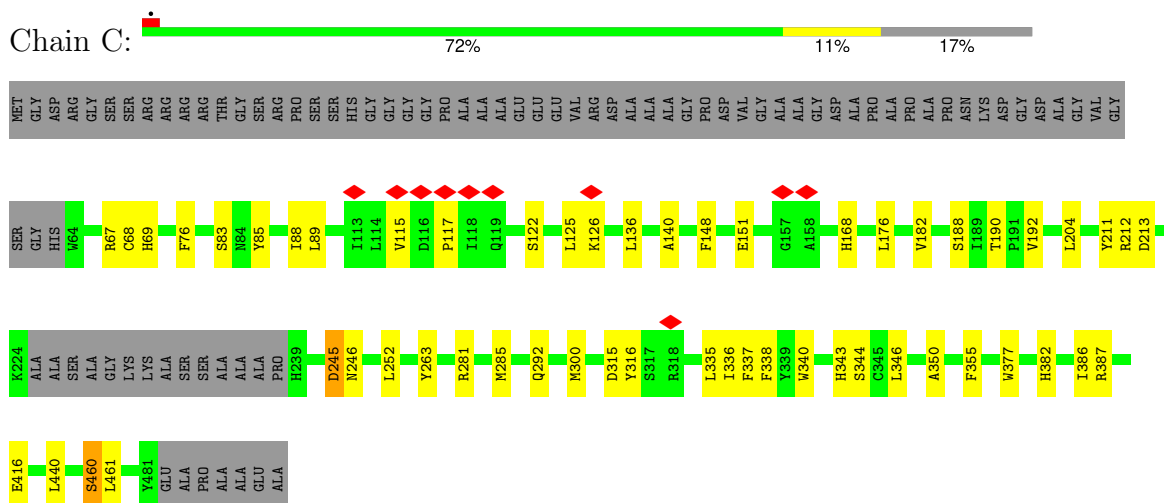 Chain C:
72% 11% 17%
MET GLY ASP ARG GLY SER SER ARG ARG ARG ARG THR GLY SER ARG PRO SER SER HIS GLY GLY GLY GLY PRO ALA ALA ALA GLU GLU GLU VAL ARG ASP ALA ALA ALA GLY PRO ASP VAL GLY ALA ALA GLY ASP ALA PRO ALA PRO ALA PRO ASN LYS ASP GLY ASP ALA GLY VAL GLY
SER GLY HIS W64 R67 C68 H69 F76 S83 N84 Y85 I88 L89 I113 L114 V115 D116 P117 I118 Q119 S122 L125 K126 L136 A140 F148 E151 G157 A158 H168 L176 V182 S188 I189 T190 P191 V192 L204 Y211 R212 D213
K224 ALA ALA SER ALA GLY LYS LYS ALA SER SER ALA ALA ALA PRO H239 D245 N246 L252 Y263 R281 M285 Q292 M300 D315 Y316 S317 R318 L335 I336 F337 F338 Y339 W340 H343 S344 C345 L346 A350 F355 W377 H382 I386 R387
E416 L440 S460 L461 Y481 GLU ALA PRO ALA ALA GLU ALA